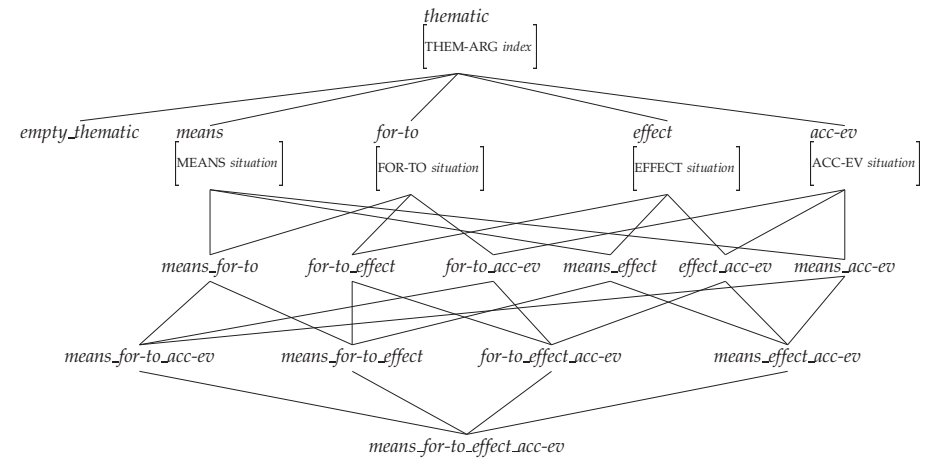 thematic
[THEM-ARG index]
empty_thematic means for-to effect acc-ev
[MEANS situation] [FOR-TO situation] [EFFECT situation] [ACC-EV situation]
means_for-to for-to_effect for-to_acc-ev means_effect effect_acc-ev means_acc-ev
means_for-to_acc-ev means_for-to_effect for-to_effect_acc-ev means_effect_acc-ev
means_for-to_effect_acc-ev